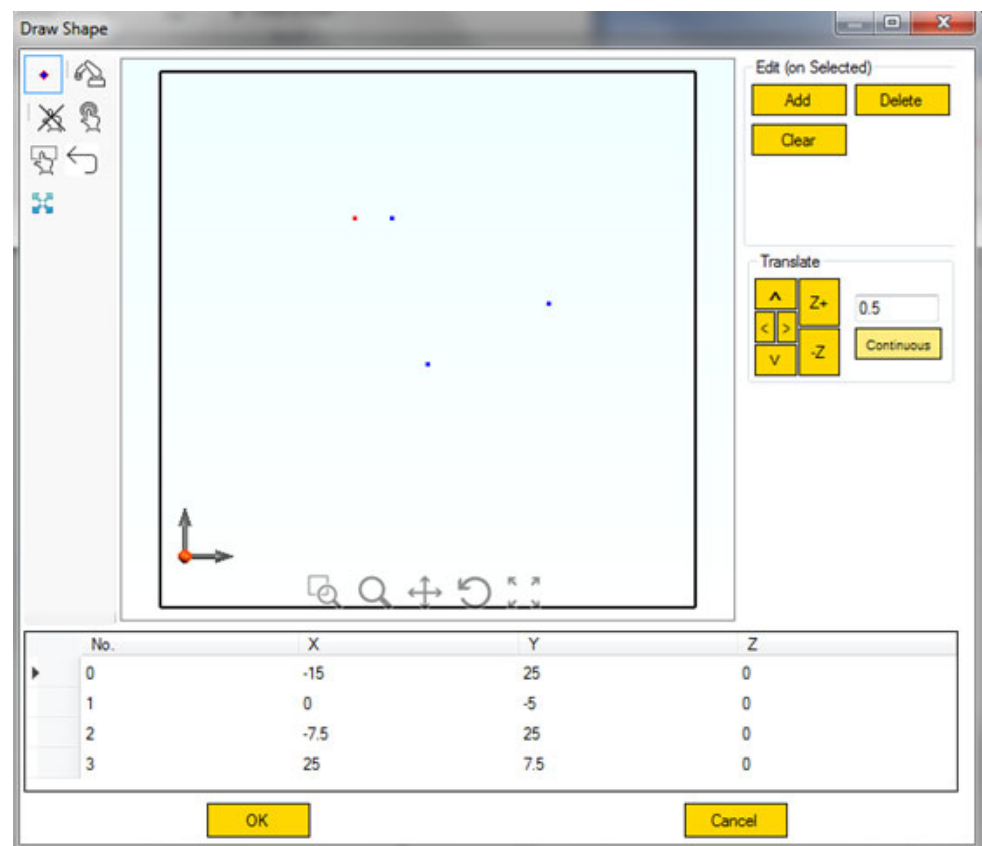 Draw Shape
Edit (on Selected)
Add Delete
Clear
Translate
^ Z+ 0.5
< > Continuous
v -Z
No. X Y Z
0 -15 25 0
1 0 -5 0
2 -7.5 25 0
3 25 7.5 0
OK Cancel